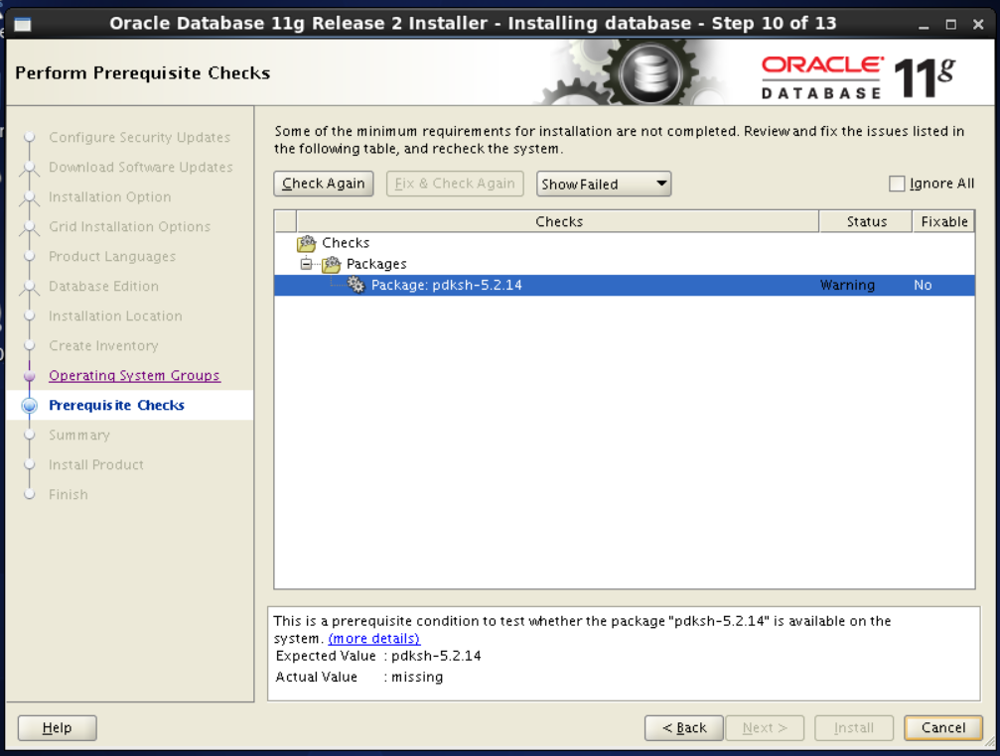 Oracle Database 11g Release 2 Installer - Installing database - Step 10 of 13
Perform Prerequisite Checks
ORACLE
DATABASE
11g
Configure Security Updates
Download Software Updates
Installation Option
Grid Installation Options
Product Languages
Database Edition
Installation Location
Create Inventory
Operating System Groups
Prerequisite Checks
Summary
Install Product
Finish
Some of the minimum requirements for installation are not completed. Review and fix the issues listed in
the following table, and recheck the system.
Check Again
Fix & Check Again
Show Failed
Ignore All
Checks Status Fixable
Checks
Packages
Package: pdksh-5.2.14 Warning No
This is a prerequisite condition to test whether the package "pdksh-5.2.14" is available on the
system. (more details)
Expected Value : pdksh-5.2.14
Actual Value : missing
Help
< Back
Next >
Install
Cancel